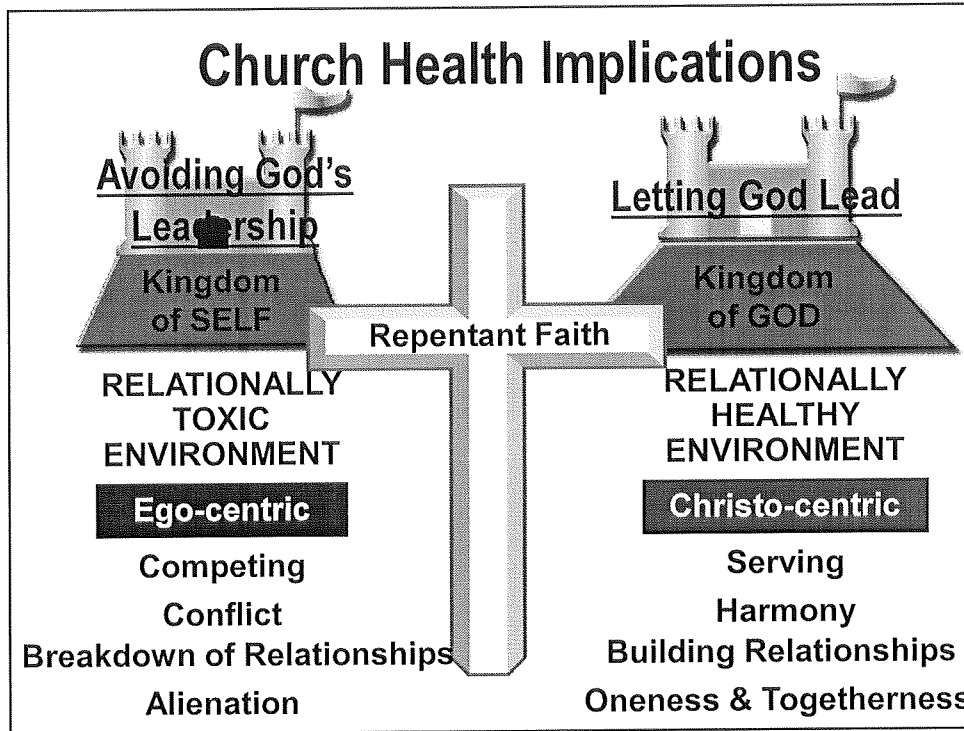 Church Health Implications
Avoiding God's
Leadership
Kingdom
of SELF
RELATIONALLY
TOXIC
ENVIRONMENT
Ego-centric
Competing
Conflict
Breakdown of Relationships
Alienation
Repentant Faith
Letting God Lead
Kingdom
of GOD
RELATIONALLY
HEALTHY
ENVIRONMENT
Christo-centric
Serving
Harmony
Building Relationships
Oneness & Togetherness